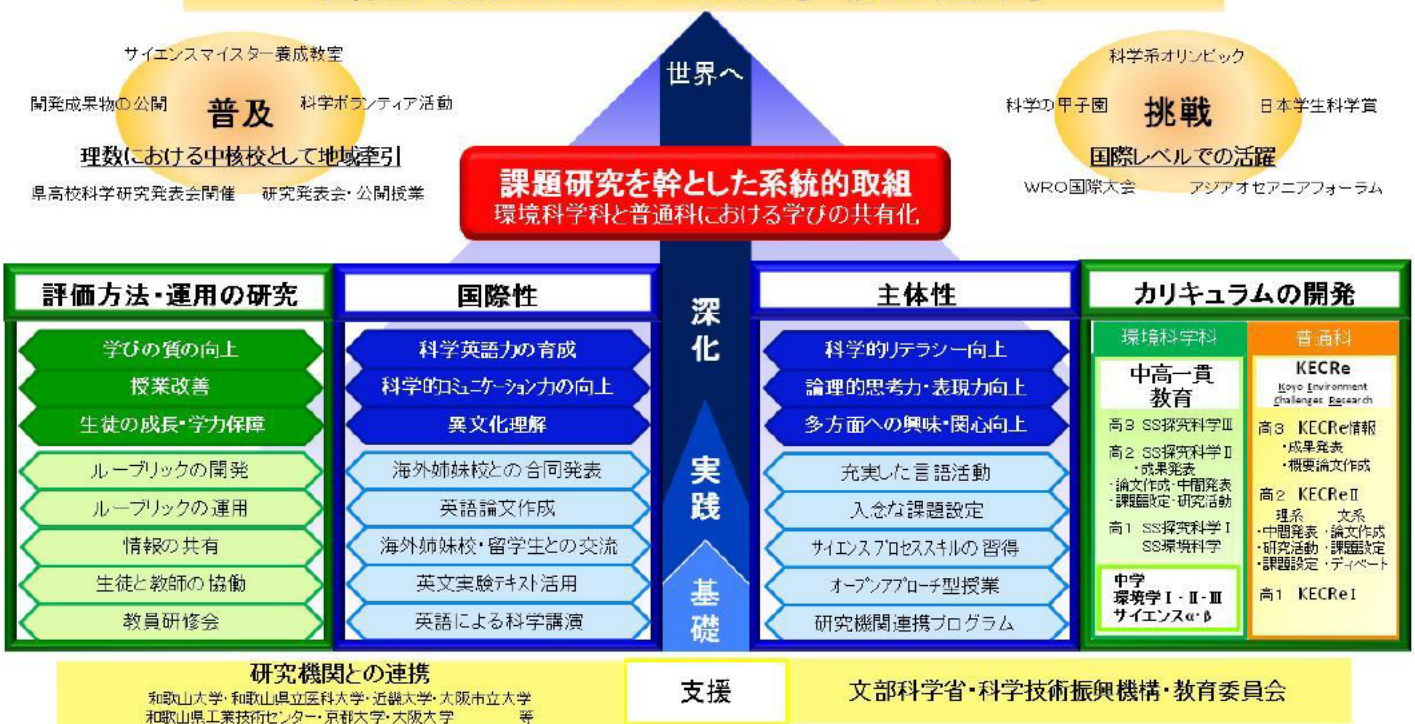 サイエンスマイスター養成教室
開発成果物の公開
普及
科学ボランティア活動
理数における中核校として地域牽引
県高校科学研究発表会開催 研究発表会・公開授業
世界へ
科学系オリンピック
科学の甲子園
挑戦
日本学生科学賞
国際レベルでの活躍
WRO国際大会 アジアオセアニアフォーラム
課題研究を幹とした系統的取組
環境科学科と普通科における学びの共有化
評価方法・運用の研究
学びの質の向上
授業改善
生徒の成長・学力保障
ルーブリックの開発
ルーブリックの運用
情報の共有
生徒と教師の協働
教員研修会
国際性
科学英語力の育成
科学的コミュニケーション力の向上
異文化理解
海外姉妹校との合同発表
英語論文作成
海外姉妹校・留学生との交流
英文実験テキスト活用
英語による科学講演
深化
実践
基礎
主体性
科学的リテラシー向上
論理的思考力・表現力向上
多方面への興味・関心向上
充実した言語活動
入念な課題設定
サイエンスプロセススキルの習得
オープンアプローチ型授業
研究機関連携プログラム
カリキュラムの開発
環境科学科
中高一貫
教育
高3 SS探究科学Ⅲ
高2 SS探究科学Ⅱ
・成果発表
・論文作成・中間発表
・課題設定・研究活動
高1 SS探究科学Ⅰ
SS環境科学
中学
環境学Ⅰ・Ⅱ・Ⅲ
サイエンスα・β
普通科
KECRe
Koyo Environment
Challenges Research
高3 KECRe情報
・成果発表
・概要論文作成
高2 KECReⅡ
理系 文系
・中間発表 ・論文作成
・研究活動 ・課題設定
・課題設定 ・ディベート
高1 KECReⅠ
研究機関との連携
和歌山大学・和歌山県立医科大学・近畿大学・大阪市立大学
和歌山県工業技術センター・京都大学・大阪大学 等
支援
文部科学省・科学技術振興機構・教育委員会